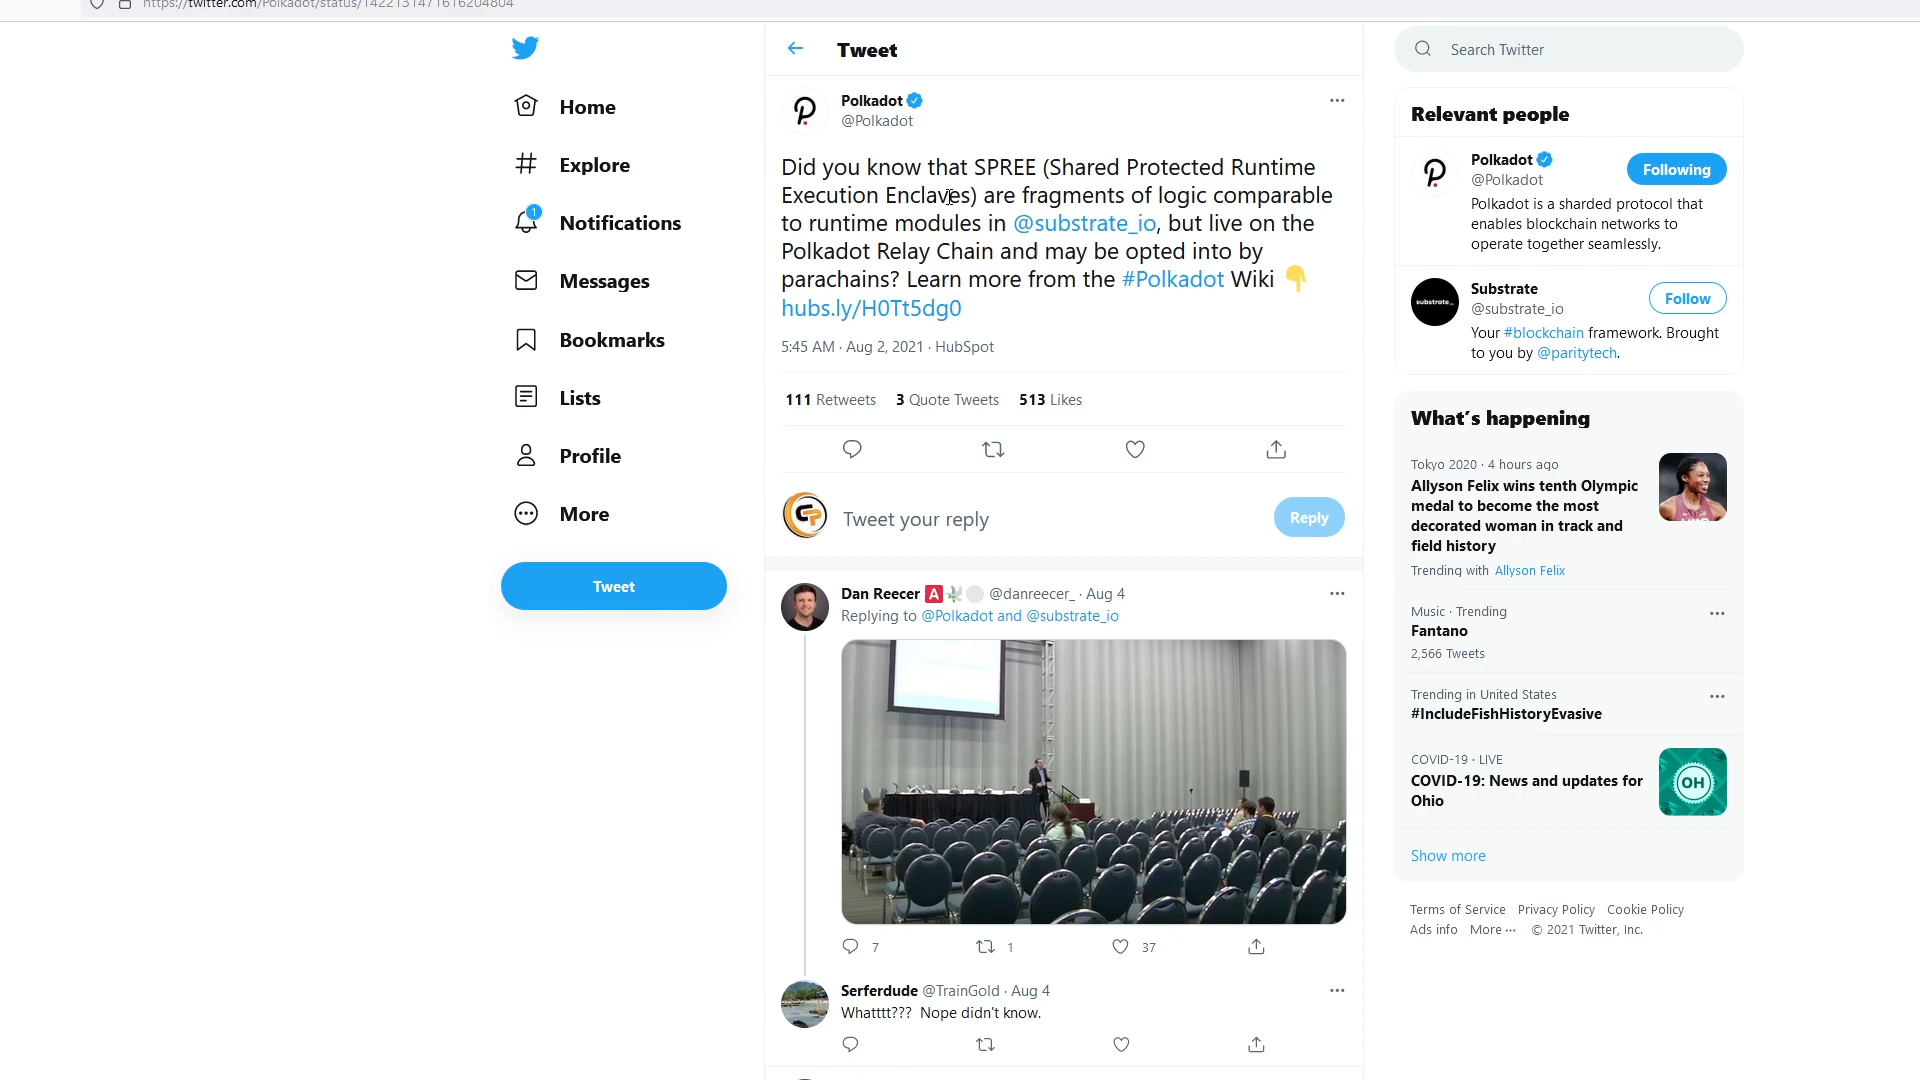 https://twitter.com/Polkadot/status/1422131471616204804
Home
Explore
1
Notifications
Messages
Bookmarks
Lists
Profile
More
Tweet
Tweet
Polkadot
@Polkadot
Did you know that SPREE (Shared Protected Runtime
Execution Enclaves) are fragments of logic comparable
to runtime modules in @substrate_io, but live on the
Polkadot Relay Chain and may be opted into by
parachains? Learn more from the #Polkadot Wiki 👇
hubs.ly/H0Tt5dg0
5:45 AM · Aug 2, 2021 · HubSpot
111 Retweets 3 Quote Tweets 513 Likes
Tweet your reply
Reply
Dan Reecer 🅰🕊⚪ @danreecer_ · Aug 4
Replying to @Polkadot and @substrate_io
7 1 37
Serferdude @TrainGold · Aug 4
Whatttt??? Nope didn't know.
Search Twitter
Relevant people
Polkadot
@Polkadot
Following
Polkadot is a sharded protocol that
enables blockchain networks to
operate together seamlessly.
substrate_
Substrate
@substrate_io
Follow
Your #blockchain framework. Brought
to you by @paritytech.
What's happening
Tokyo 2020 · 4 hours ago
Allyson Felix wins tenth Olympic
medal to become the most
decorated woman in track and
field history
Trending with Allyson Felix
Music · Trending
Fantano
2,566 Tweets
Trending in United States
#IncludeFishHistoryEvasive
COVID-19 · LIVE
COVID-19: News and updates for
Ohio
OH
Show more
Terms of Service Privacy Policy Cookie Policy
Ads info More ··· © 2021 Twitter, Inc.